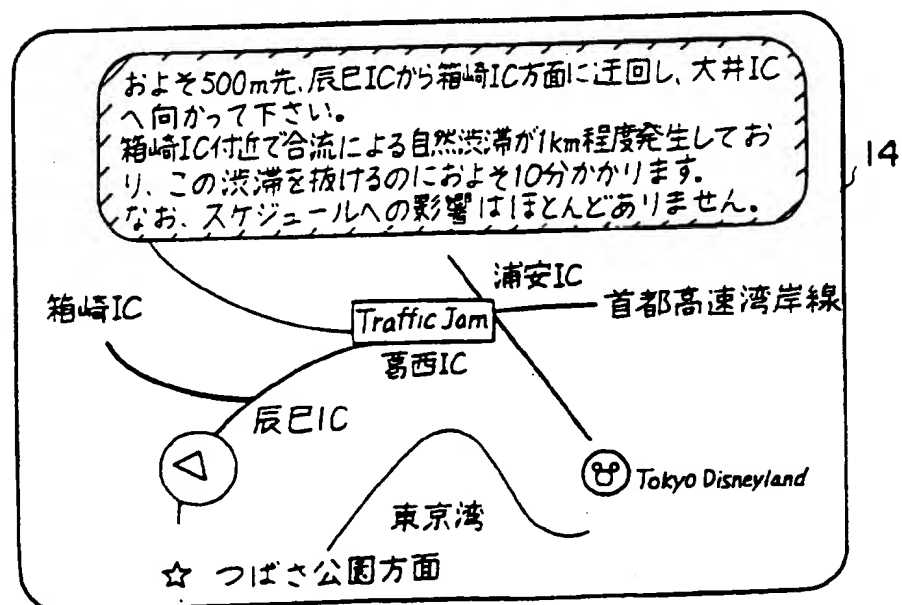 およそ500m先、辰巳ICから箱崎IC方面に迂回し、大井IC
へ向かって下さい。
箱崎IC付近で合流による自然渋滞が1km程度発生してお
り、この渋滞を抜けるのにおよそ10分かかります。
なお、スケジュールへの影響はほとんどありません。
14
浦安IC
箱崎IC
Traffic Jam
首都高速湾岸線
葛西IC
辰巳IC
Tokyo Disneyland
東京湾
☆ つばさ公園方面